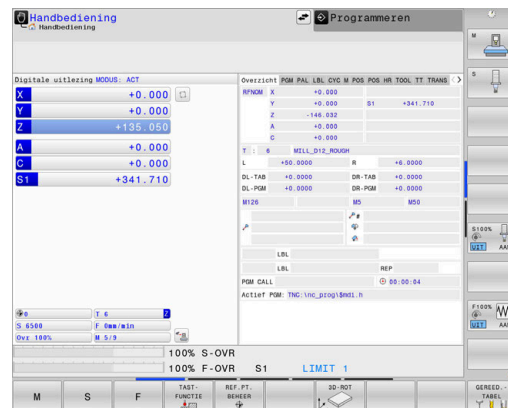 Handbediening
Programmeren
Handbediening
Digitale uitlezing MODUS: ACT
X +0.000
Y +0.000
Z +135.050
A +0.000
C +0.000
S1 +341.710
0 T 6 Z
S 6500 F 0mm/min
Ovr 100% M 5/9
Overzicht PGM PAL LBL CYC M POS POS HR TOOL TT TRANS
RFNOM X +0.000
Y +0.000 S1 +341.710
Z -146.032
A +0.000
C +0.000
T : 6 MILL_D12_ROUGH
L +50.0000 R +6.0000
DL-TAB +0.0000 DR-TAB +0.0000
DL-PGM +0.0000 DR-PGM +0.0000
M126 M5 M50
LBL
LBL REP
PGM CALL 00:00:04
Actief PGM: TNC:\nc_prog\$mdi.h
100% S-OVR
100% F-OVR S1 LIMIT 1
M
S
F
TAST-
FUNCTIE
REF.PT.
BEHEER
3D-ROT
GEREED.-
TABEL
M
S
S100%
UIT AA
F100%
UIT AA